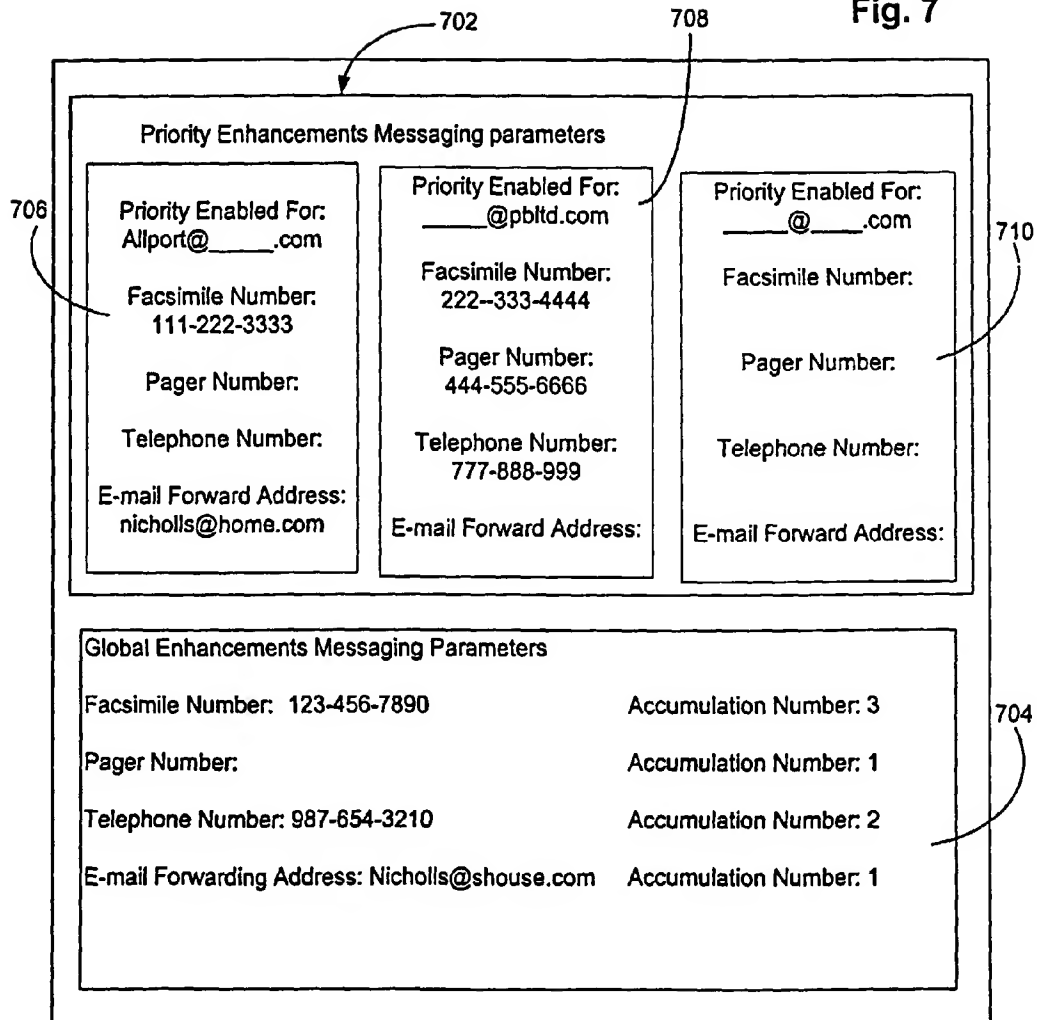 Fig. 7
702
708
Priority Enhancements Messaging parameters
706
Priority Enabled For:
Allport@_____.com
Facsimile Number:
111-222-3333
Pager Number:
Telephone Number:
E-mail Forward Address:
nicholls@home.com
Priority Enabled For:
_____@pbltd.com
Facsimile Number:
222--333-4444
Pager Number:
444-555-6666
Telephone Number:
777-888-999
E-mail Forward Address:
Priority Enabled For:
_____@____.com
Facsimile Number:
Pager Number:
Telephone Number:
E-mail Forward Address:
710
Global Enhancements Messaging Parameters
Facsimile Number: 123-456-7890 Accumulation Number: 3
Pager Number: Accumulation Number: 1
Telephone Number: 987-654-3210 Accumulation Number: 2
E-mail Forwarding Address: Nicholls@shouse.com Accumulation Number: 1
704